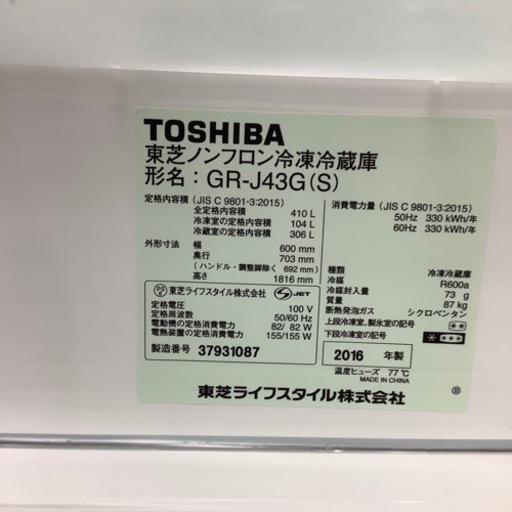 TOSHIBA
東芝ノンフロン冷凍冷蔵庫
形名：GR-J43G(S)
定格内容積（JIS C 9801-3:2015）
全定格内容積 410 L
冷凍室の定格内容積 104 L
冷蔵室の定格内容積 306 L
外形寸法 幅 600 mm
奥行 703 mm
(ハンドル・調整脚除く 692 mm)
高さ 1816 mm
PSE 東芝ライフスタイル株式会社 S-JET
定格電圧 100 V
定格周波数 50/60 Hz
電動機の定格消費電力 82/ 82 W
電熱装置の定格消費電力 155/155 W
製造番号 37931087
消費電力量（JIS C 9801-3:2015）
50Hz 330 kWh/年
60Hz 330 kWh/年
種類 冷凍冷蔵庫
冷媒 R600a
冷媒封入量 73 g
質量 87 kg
断熱発泡ガス シクロペンタン
上段冷凍室、製氷室の記号 ＊＊
下段冷凍室の記号 ＊＊＊＊
2016 年製
温度ヒューズ 77℃
MADE IN CHINA
東芝ライフスタイル株式会社
Ⓑ